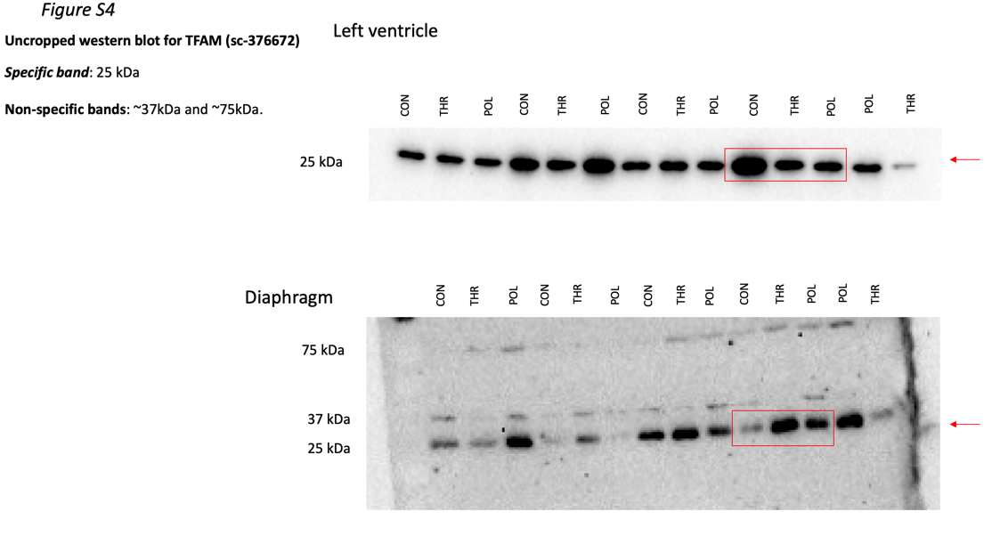 Figure S4
Uncropped western blot for TFAM (sc-376672)
Specific band: 25 kDa
Non-specific bands: ~37kDa and ~75kDa.
Left ventricle
CON THR POL CON THR POL CON THR POL CON THR POL POL THR
25 kDa
Diaphragm
CON THR POL CON THR POL CON THR POL CON THR POL POL THR
75 kDa
37 kDa
25 kDa